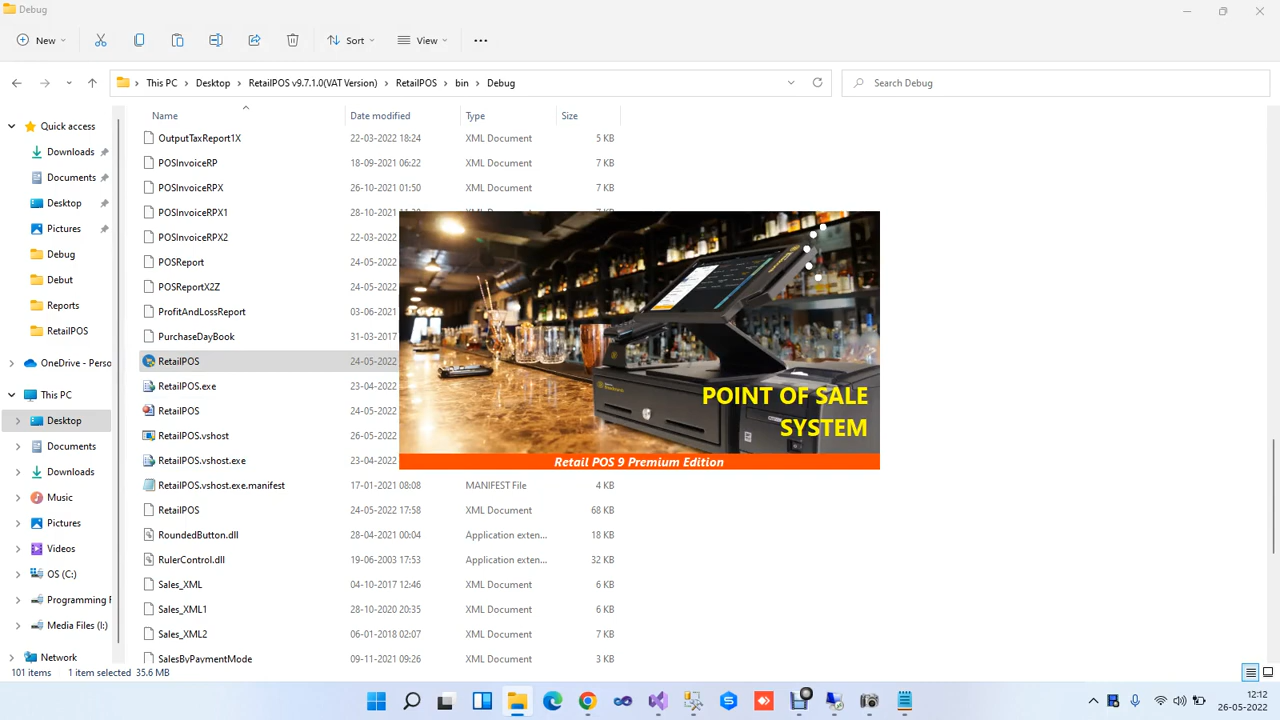 Debug
New
Sort
View
This PC
Desktop
RetailPOS v9.7.1.0(VAT Version)
RetailPOS
bin
Debug
Search Debug
Name
Date modified
Type
Size
Quick access
Downloads
Documents
Desktop
Pictures
Debug
Debut
Reports
RetailPOS
OneDrive - Perso
This PC
Desktop
Documents
Downloads
Music
Pictures
Videos
OS (C:)
Programming F
Media Files (I:)
Network
OutputTaxReport1X 22-03-2022 18:24 XML Document 5 KB
POSInvoiceRP 18-09-2021 06:22 XML Document 7 KB
POSInvoiceRPX 26-10-2021 01:50 XML Document 7 KB
POSInvoiceRPX1
POSInvoiceRPX2 22-03-2022
POSReport 24-05-2022
POSReportX2Z 24-05-2022
ProfitAndLossReport 03-06-2021
PurchaseDayBook 31-03-2017
RetailPOS 24-05-2022
RetailPOS.exe 23-04-2022
RetailPOS 24-05-2022
RetailPOS.vshost 26-05-2022
RetailPOS.vshost.exe 23-04-2022
RetailPOS.vshost.exe.manifest 17-01-2021 08:08 MANIFEST File 4 KB
RetailPOS 24-05-2022 17:58 XML Document 68 KB
RoundedButton.dll 28-04-2021 00:04 Application exten... 18 KB
RulerControl.dll 19-06-2003 17:53 Application exten... 32 KB
Sales_XML 04-10-2017 12:46 XML Document 6 KB
Sales_XML1 28-10-2020 20:35 XML Document 6 KB
Sales_XML2 06-01-2018 02:07 XML Document 7 KB
SalesByPaymentMode 09-11-2021 09:26 XML Document 3 KB
POINT OF SALE
SYSTEM
Retail POS 9 Premium Edition
101 items 1 item selected 35.6 MB
12:12
26-05-2022